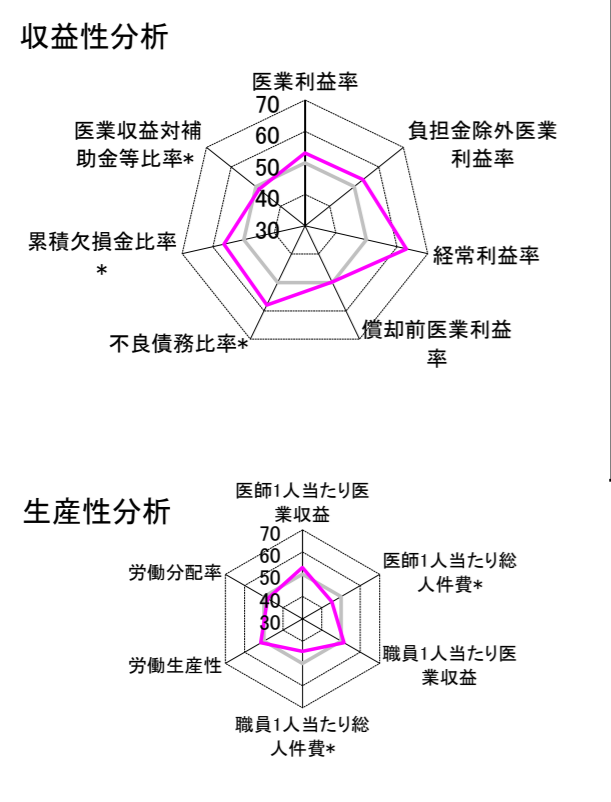 収益性分析
医業利益率
70
60
50
40
30
負担金除外医業
利益率
経常利益率
償却前医業利益
率
不良債務比率*
累積欠損金比率
*
医業収益対補
助金等比率*
生産性分析
医師1人当たり医
業収益
70
60
50
40
30
医師1人当たり総
人件費*
職員1人当たり医
業収益
職員1人当たり総
人件費*
労働生産性
労働分配率